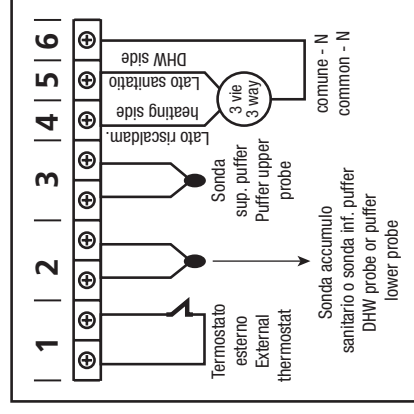 1
2
3
4
5
6
Termostato
esterno
External
thermostat
Sonda accumulo
sanitario o sonda inf. puffer
DHW probe or puffer
lower probe
Sonda
sup. puffer
Puffer upper
probe
Lato riscaldam.
heating side
Lato sanitatio
DHW side
3 vie
3 way
comune - N
common - N